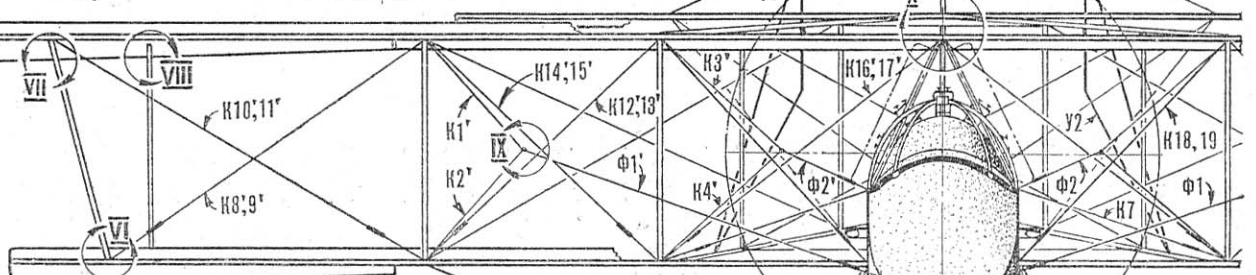 X
VII
VIII
К3'
К16',17'
К14',15'
К10',11'
К1'
К12',13'
У2
К18,19
IX
К2'
Ф1'
Ф2'
Ф2
К8',9'
К4'
К7
Ф1
VI